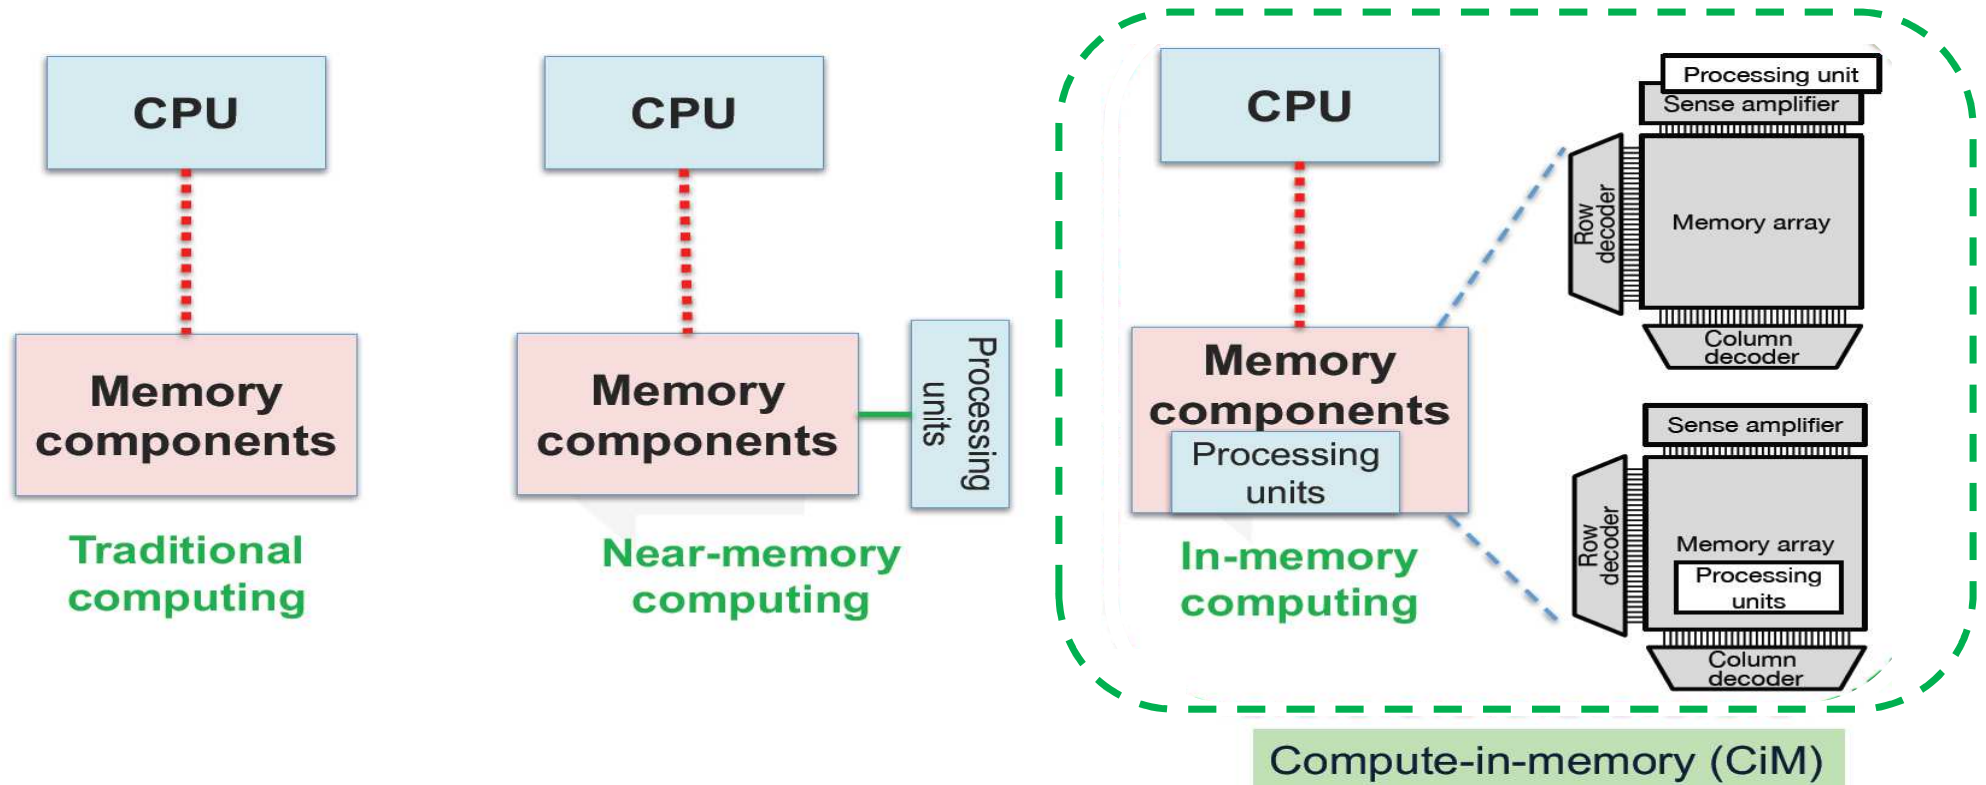 CPU
Memory
components
Traditional
computing
CPU
Memory
components
Processing
units
Near-memory
computing
CPU
Memory
components
Processing
units
In-memory
computing
Processing unit
Sense amplifier
Row
decoder
Memory array
Column
decoder
Sense amplifier
Row
decoder
Memory array
Processing
units
Column
decoder
Compute-in-memory (CiM)